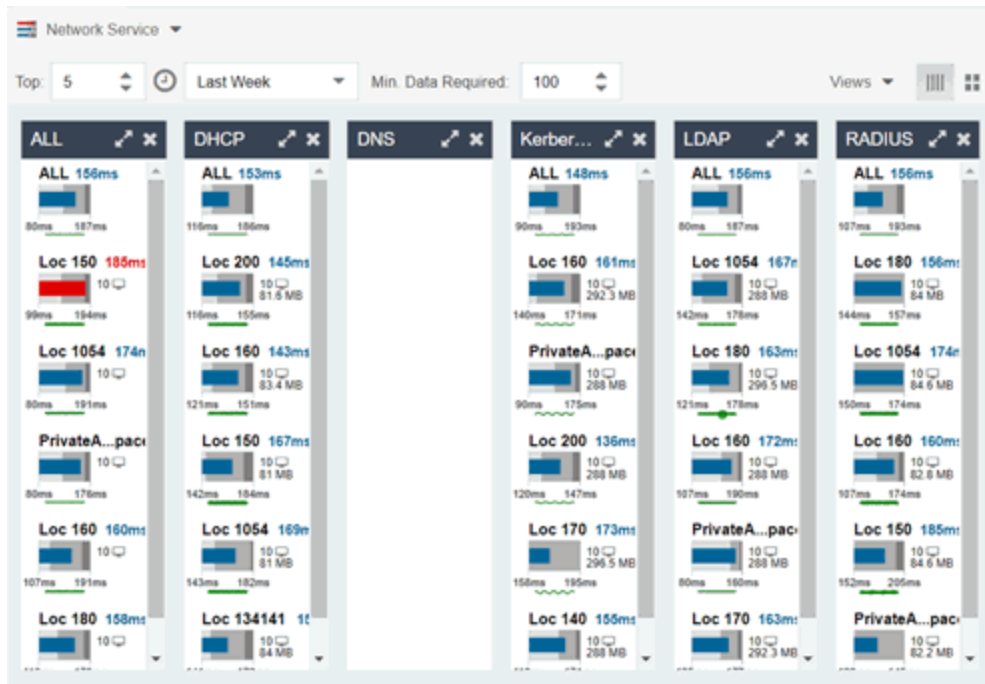 Network Service
Top: 5 Last Week Min. Data Required: 100 Views
ALL
ALL 156ms
80ms 187ms
Loc 150 185ms
10
99ms 194ms
Loc 1054 174m
10
80ms 191ms
PrivateA...pace
10
80ms 176ms
Loc 160 160ms
10
107ms 191ms
Loc 180 158ms
10
DHCP
ALL 153ms
116ms 186ms
Loc 200 145ms
10
81.6 MB
116ms 155ms
Loc 160 143ms
10
83.4 MB
121ms 151ms
Loc 150 167ms
10
81 MB
142ms 184ms
Loc 1054 169m
10
81 MB
143ms 182ms
Loc 134141 15
10
84 MB
DNS
Kerber...
ALL 148ms
90ms 193ms
Loc 160 161ms
10
292.3 MB
140ms 171ms
PrivateA...pace
10
288 MB
90ms 175ms
Loc 200 136ms
10
288 MB
120ms 147ms
Loc 170 173ms
10
296.5 MB
158ms 195ms
Loc 140 155ms
10
288 MB
LDAP
ALL 156ms
80ms 187ms
Loc 1054 167m
10
288 MB
142ms 178ms
Loc 180 163ms
10
296.5 MB
121ms 178ms
Loc 160 172ms
10
288 MB
107ms 190ms
PrivateA...pac
10
288 MB
80ms 160ms
Loc 170 163ms
10
292.3 MB
RADIUS
ALL 156ms
107ms 193ms
Loc 180 156ms
10
84 MB
144ms 157ms
Loc 1054 174m
10
84.6 MB
150ms 174ms
Loc 160 160ms
10
82.8 MB
107ms 174ms
Loc 150 185ms
10
84.6 MB
152ms 205ms
PrivateA...pac
10
82.2 MB